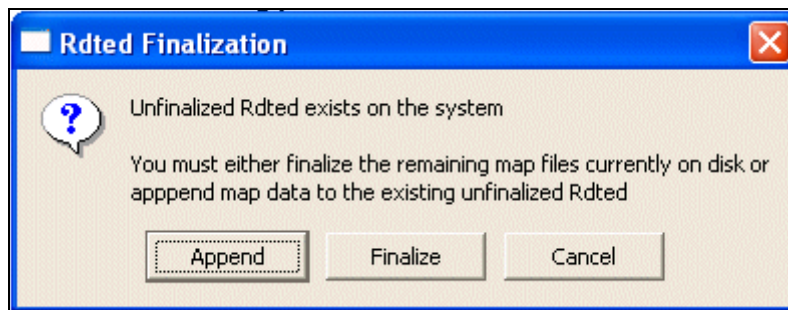 Rdted Finalization
Unfinalized Rdted exists on the system
You must either finalize the remaining map files currently on disk or
apppend map data to the existing unfinalized Rdted
Append Finalize Cancel